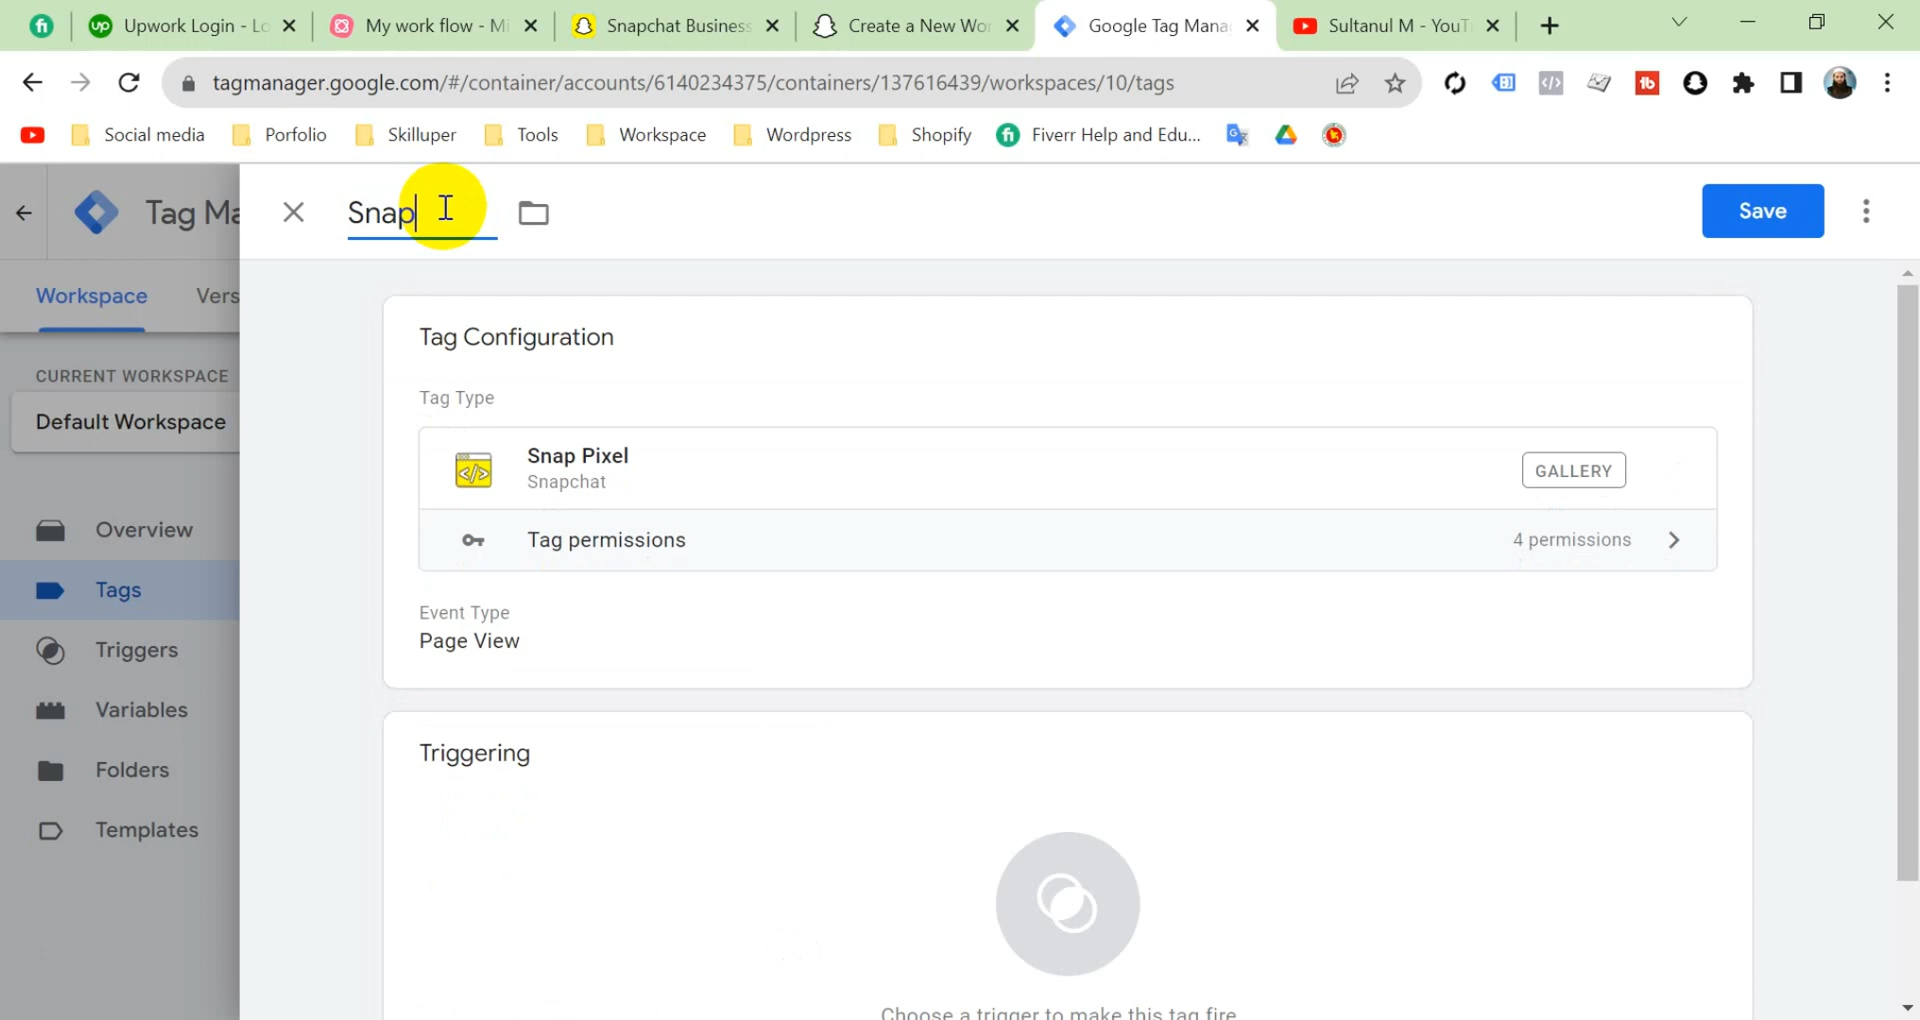 Upwork Login - Lo
My work flow - Mi
Snapchat Business
Create a New Wor
Google Tag Mana
Sultanul M - YouT
tagmanager.google.com/#/container/accounts/6140234375/containers/137616439/workspaces/10/tags
Social media
Porfolio
Skilluper
Tools
Workspace
Wordpress
Shopify
Fiverr Help and Edu...
Tag Ma
Snap
Save
Workspace
Vers
CURRENT WORKSPACE
Default Workspace
Overview
Tags
Triggers
Variables
Folders
Templates
Tag Configuration
Tag Type
Snap Pixel
Snapchat
GALLERY
Tag permissions
4 permissions
Event Type
Page View
Triggering
Choose a trigger to make this tag fire